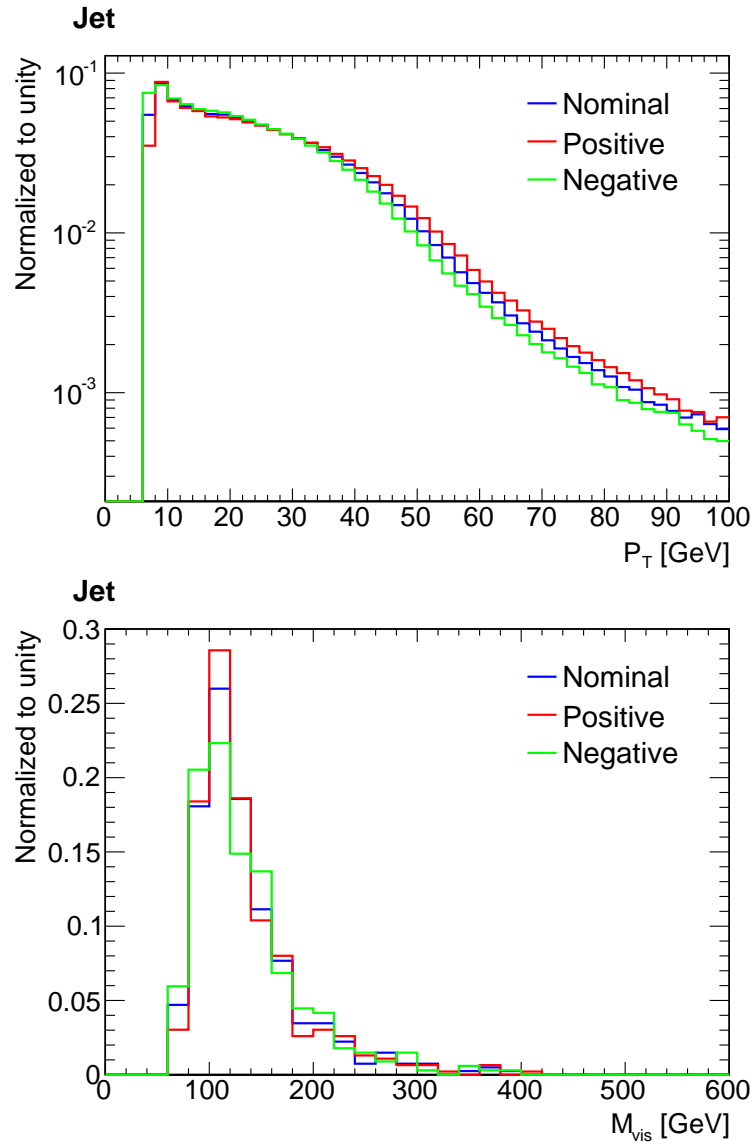 Jet
Normalized to unity
10^-1
10^-2
10^-3
Nominal
Positive
Negative
0 10 20 30 40 50 60 70 80 90 100
P_T [GeV]
Jet
Normalized to unity
0.3
0.25
0.2
0.15
0.1
0.05
0
Nominal
Positive
Negative
0 100 200 300 400 500 600
M_vis [GeV]